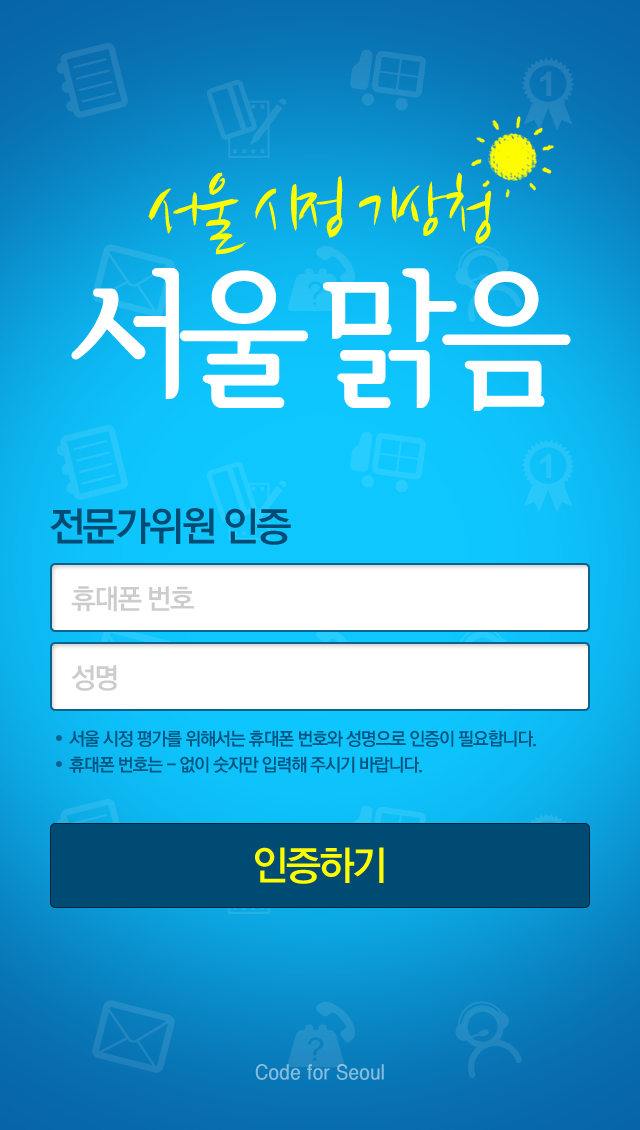 서울 시정 기상청
서울 맑음
전문가위원 인증
휴대폰 번호
성명
• 서울 시정 평가를 위해서는 휴대폰 번호와 성명으로 인증이 필요합니다.
• 휴대폰 번호는 – 없이 숫자만 입력해 주시기 바랍니다.
인증하기
Code for Seoul